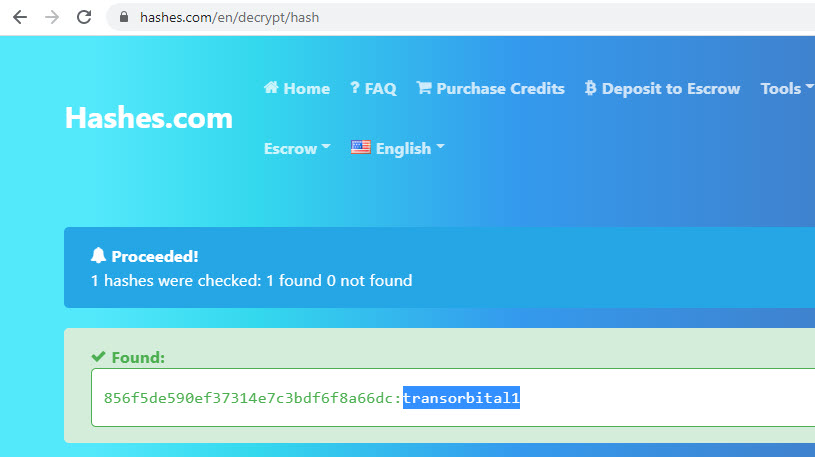 hashes.com/en/decrypt/hash
Home ? FAQ Purchase Credits Deposit to Escrow Tools
Hashes.com
Escrow English
Proceeded!
1 hashes were checked: 1 found 0 not found
Found:
856f5de590ef37314e7c3bdf6f8a66dc:transorbital1